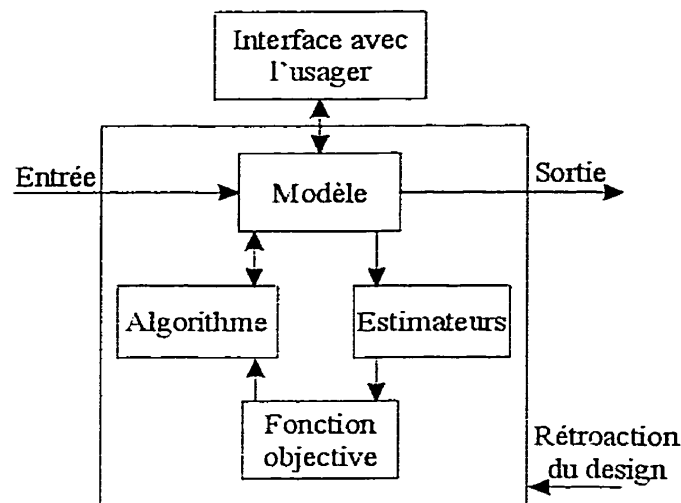 Interface avec
l`usager
Entrée
Modèle
Sortie
Algorithme
Estimateurs
Fonction
objective
Rétroaction
du design